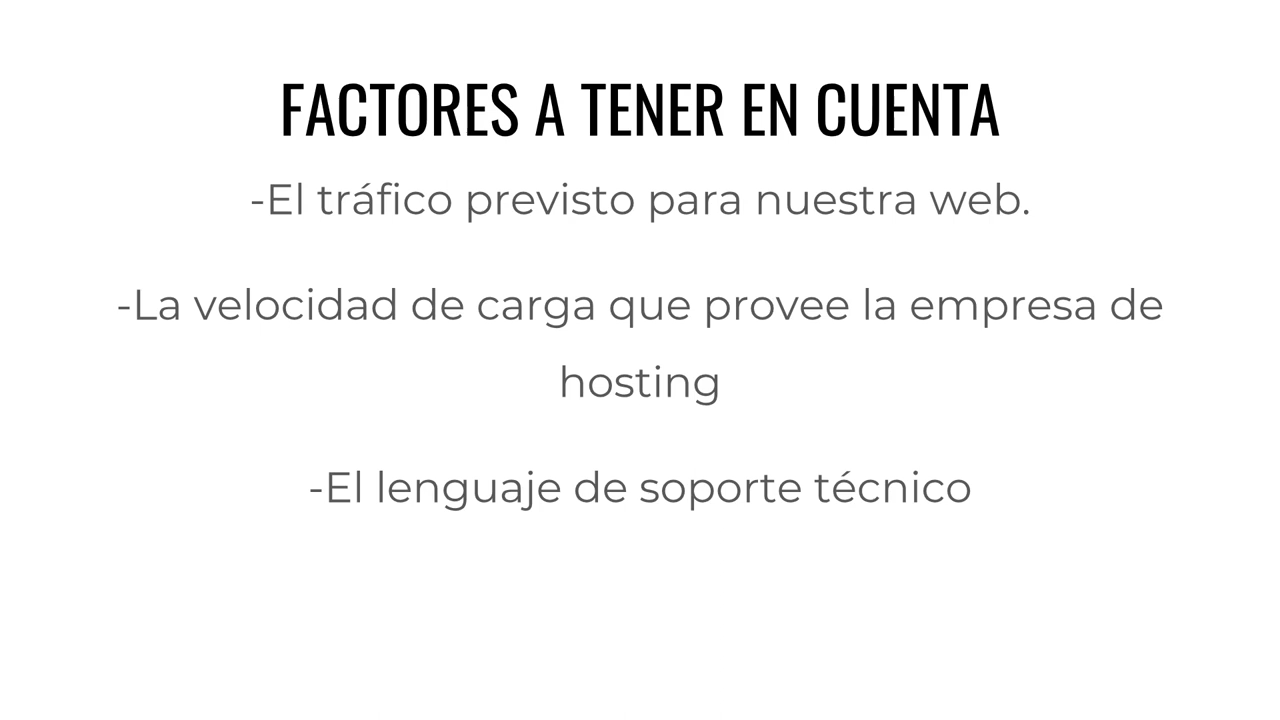 FACTORES A TENER EN CUENTA
-El tráfico previsto para nuestra web.
-La velocidad de carga que provee la empresa de
hosting
-El lenguaje de soporte técnico